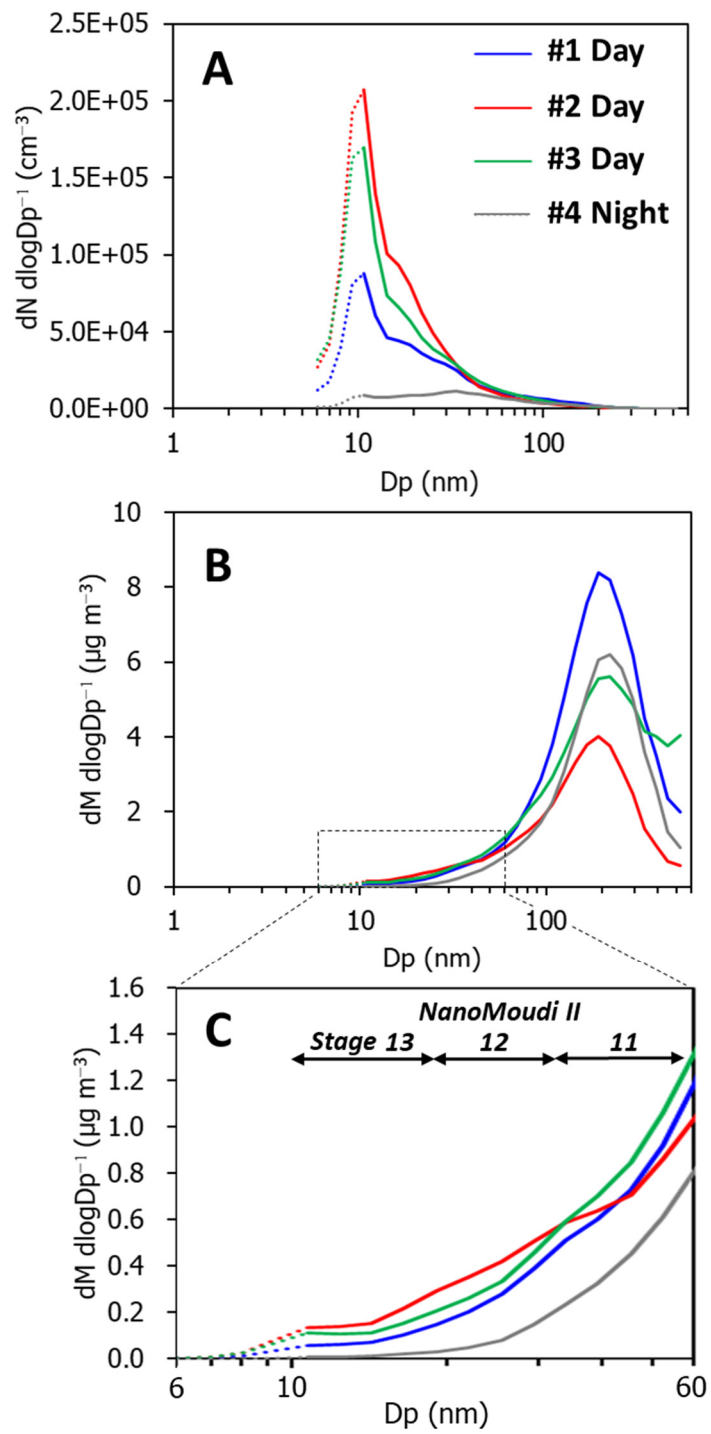 A
#1 Day
#2 Day
#3 Day
#4 Night
2.5E+05
2.0E+05
1.5E+05
1.0E+05
5.0E+04
0.0E+00
dN dlogDp⁻¹ (cm⁻³)
1 10 100
Dp (nm)
B
10
8
6
4
2
0
dM dlogDp⁻¹ (µg m⁻³)
1 10 100
Dp (nm)
C
NanoMoudi II
Stage 13 12 11
1.6
1.4
1.2
1.0
0.8
0.6
0.4
0.2
0.0
dM dlogDp⁻¹ (µg m⁻³)
6 10 60
Dp (nm)